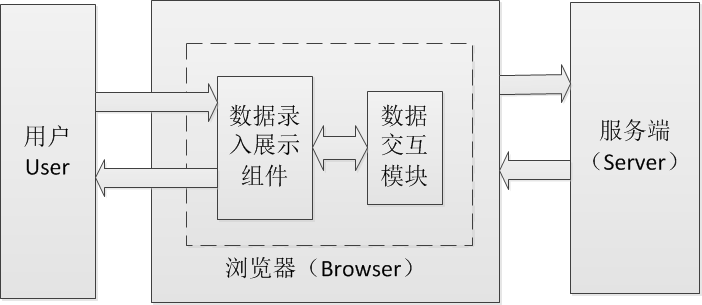 用户
User
数据录
入展示
组件
数据
交互
模块
浏览器（Browser）
服务端
（Server）